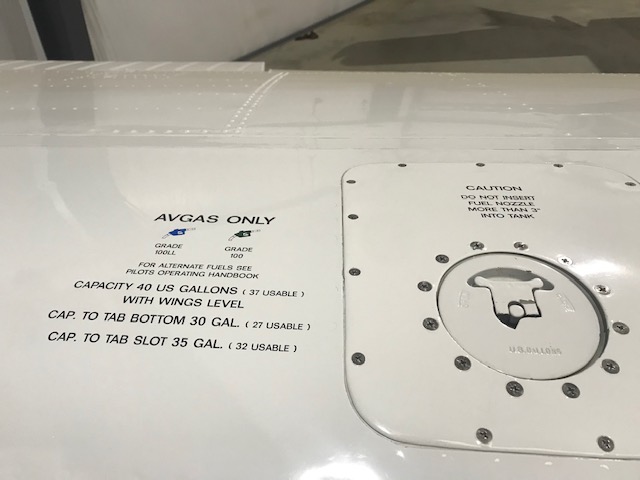 AVGAS ONLY
GRADE 100LL
GRADE 100
FOR ALTERNATE FUELS SEE
PILOTS OPERATING HANDBOOK
CAPACITY 40 US GALLONS ( 37 USABLE )
WITH WINGS LEVEL
CAP. TO TAB BOTTOM 30 GAL. ( 27 USABLE )
CAP. TO TAB SLOT 35 GAL. ( 32 USABLE )
CAUTION
DO NOT INSERT
FUEL NOZZLE
MORE THAN 3"
INTO TANK